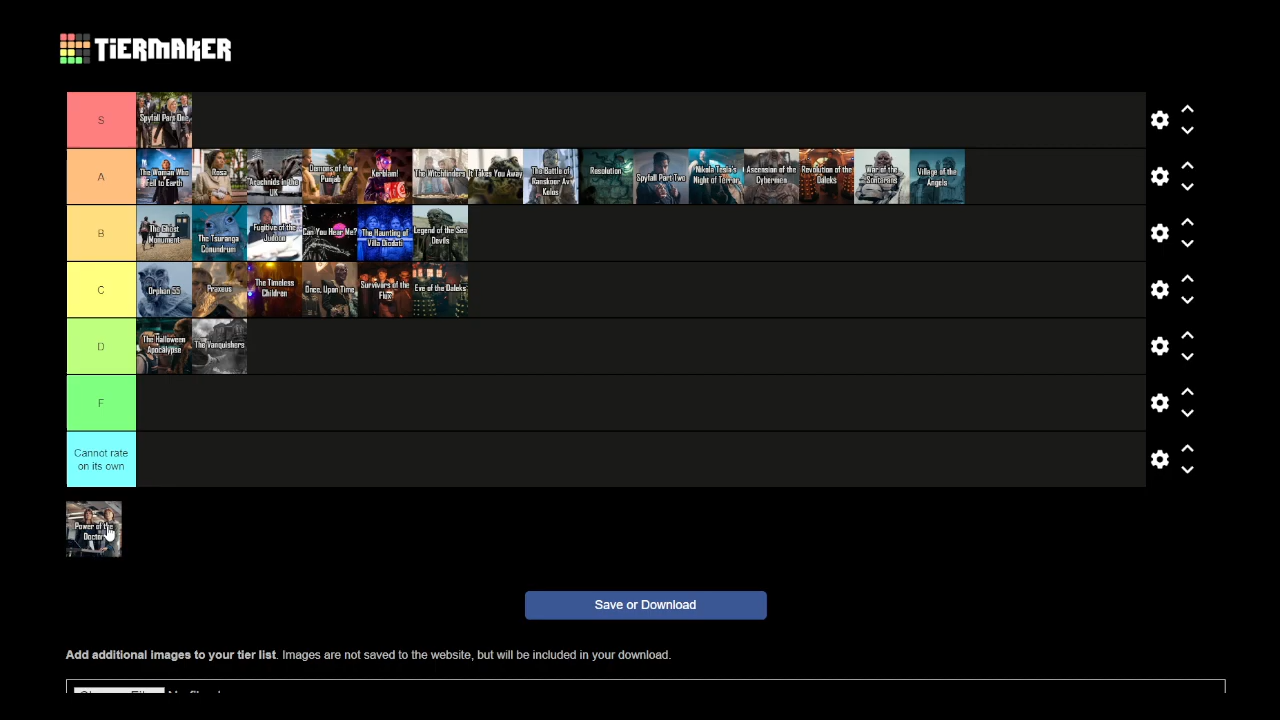 TiERMAKER
S
Spyfall Part One
A
The Woman Who
Fell to Earth
Rosa
Arachnids in the
UK
Demons of the
Punjab
Kerblam!
The Witchfinders
It Takes You Away
The Battle of
Ranskoor Av
Kolos
Resolution
Spyfall Part Two
Nikola Tesla's
Night of Terror
Ascension of the
Cybermen
Revolution of the
Daleks
War of the
Sontarans
Village of the
Angels
B
The Ghost
Monument
The Tsuranga
Conundrum
Fugitive of the
Judoon
Can You Hear Me?
The Haunting of
Villa Diodati
Legend of the Sea
Devils
C
Orphan 55
Praxeus
The Timeless
Children
Once, Upon Time
Survivors of the
Flux
Eve of the Daleks
D
The Halloween
Apocalypse
The Vanquishers
F
Cannot rate
on its own
Power of the
Doctor
Save or Download
Add additional images to your tier list. Images are not saved to the website, but will be included in your download.